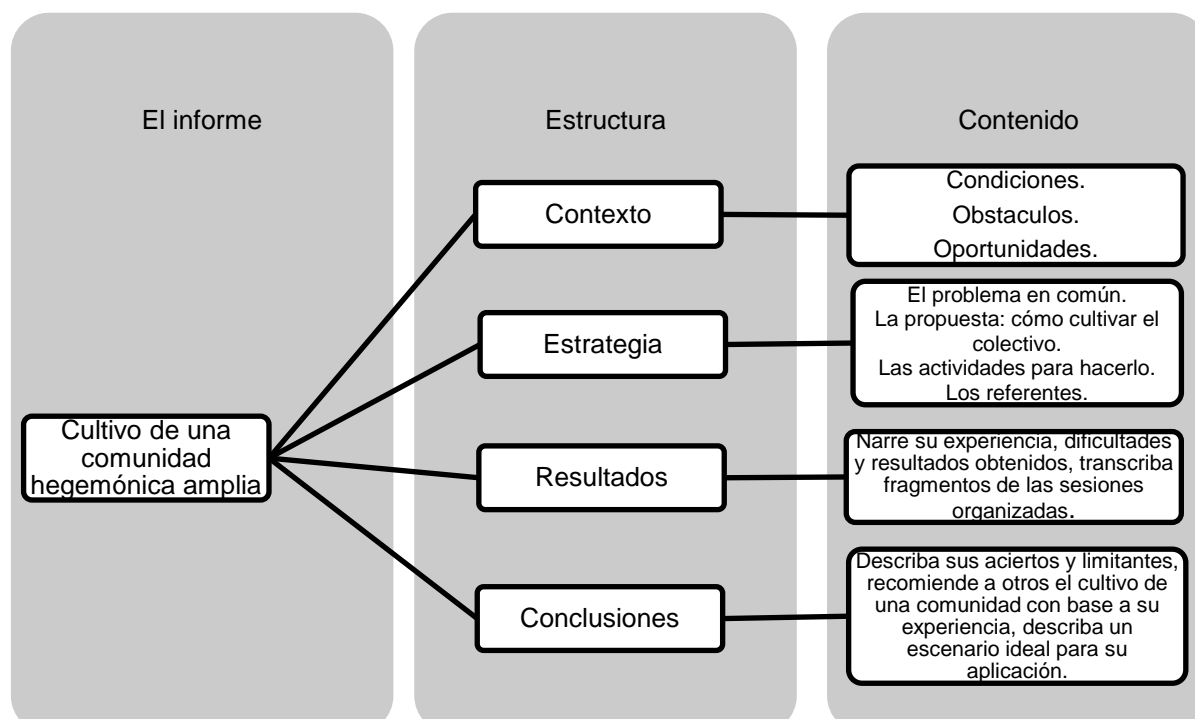 El informe
Estructura
Contenido
Cultivo de una
comunidad
hegemónica amplia
Contexto
Condiciones.
Obstaculos.
Oportunidades.
Estrategia
El problema en común.
La propuesta: cómo cultivar el
colectivo.
Las actividades para hacerlo.
Los referentes.
Resultados
Narre su experiencia, dificultades
y resultados obtenidos, transcriba
fragmentos de las sesiones
organizadas.
Conclusiones
Describa sus aciertos y limitantes,
recomiende a otros el cultivo de
una comunidad con base a su
experiencia, describa un
escenario ideal para su
aplicación.